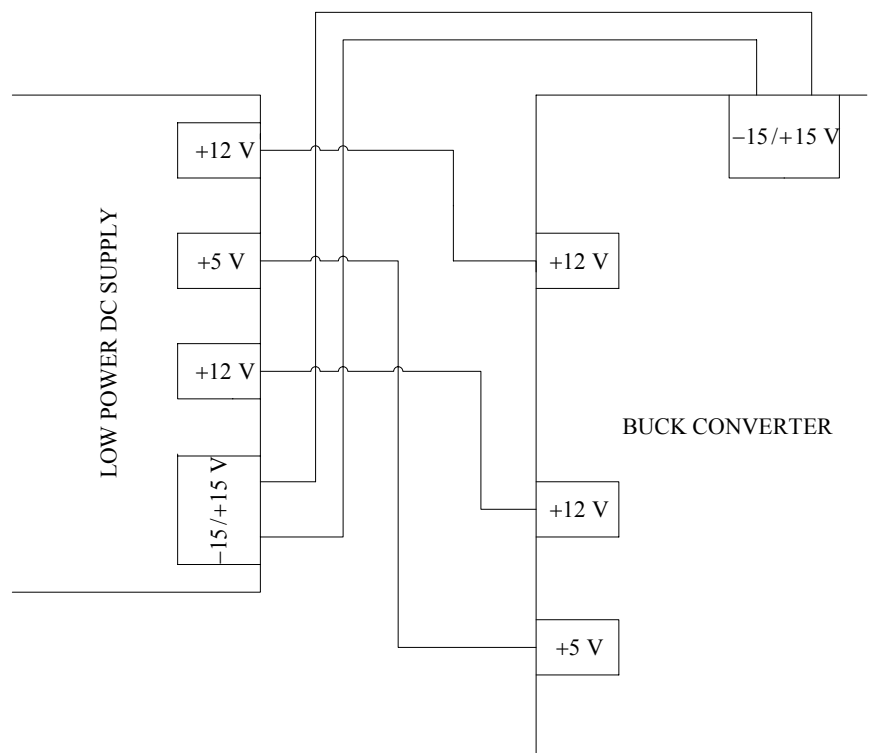 LOW POWER DC SUPPLY
+12 V
+5 V
+12 V
−15/+15 V
−15/+15 V
+12 V
BUCK CONVERTER
+12 V
+5 V